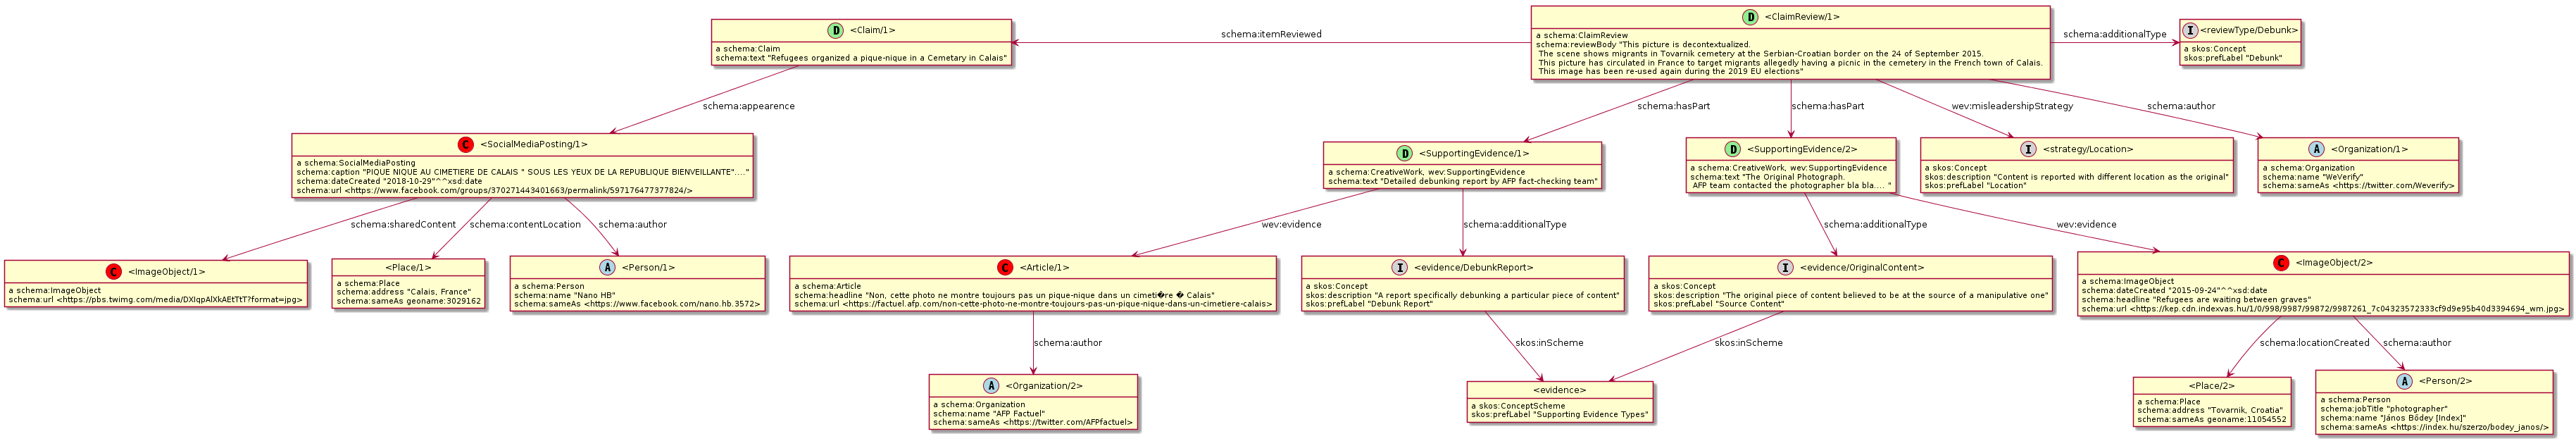 D <Claim/1>
a schema:Claim
schema:text "Refugees organized a pique-nique in a Cemetary in Calais"
schema:itemReviewed
D <ClaimReview/1>
a schema:ClaimReview
schema:reviewBody "This picture is decontextualized.
The scene shows migrants in Tovarnik cemetery at the Serbian-Croatian border on the 24 of September 2015.
This picture has circulated in France to target migrants allegedly having a picnic in the cemetery in the French town of Calais.
This image has been re-used again during the 2019 EU elections"
schema:additionalType
I <reviewType/Debunk>
a skos:Concept
skos:prefLabel "Debunk"
schema:appearence
schema:hasPart
schema:hasPart
wev:misleadershipStrategy
schema:author
C <SocialMediaPosting/1>
a schema:SocialMediaPosting
schema:caption "PIQUE NIQUE AU CIMETIERE DE CALAIS " SOUS LES YEUX DE LA REPUBLIQUE BIENVEILLANTE"...."
schema:dateCreated "2018-10-29"^^xsd:date
schema:url <https://www.facebook.com/groups/370271443401663/permalink/597176477377824/>
D <SupportingEvidence/1>
a schema:CreativeWork, wev:SupportingEvidence
schema:text "Detailed debunking report by AFP fact-checking team"
D <SupportingEvidence/2>
a schema:CreativeWork, wev:SupportingEvidence
schema:text "The Original Photograph.
AFP team contacted the photographer bla bla.... "
I <strategy/Location>
a skos:Concept
skos:description "Content is reported with different location as the original"
skos:prefLabel "Location"
A <Organization/1>
a schema:Organization
schema:name "WeVerify"
schema:sameAs <https://twitter.com/Weverify>
schema:sharedContent
schema:contentLocation
schema:author
wev:evidence
schema:additionalType
schema:additionalType
wev:evidence
C <ImageObject/1>
a schema:ImageObject
schema:url <https://pbs.twimg.com/media/DXIqpAlXkAEtTtT?format=jpg>
<Place/1>
a schema:Place
schema:address "Calais, France"
schema:sameAs geoname:3029162
A <Person/1>
a schema:Person
schema:name "Nano HB"
schema:sameAs <https://www.facebook.com/nano.hb.3572>
C <Article/1>
a schema:Article
schema:headline "Non, cette photo ne montre toujours pas un pique-nique dans un cimeti�re � Calais"
schema:url <https://factuel.afp.com/non-cette-photo-ne-montre-toujours-pas-un-pique-nique-dans-un-cimetiere-calais>
I <evidence/DebunkReport>
a skos:Concept
skos:description "A report specifically debunking a particular piece of content"
skos:prefLabel "Debunk Report"
I <evidence/OriginalContent>
a skos:Concept
skos:description "The original piece of content believed to be at the source of a manipulative one"
skos:prefLabel "Source Content"
C <ImageObject/2>
a schema:ImageObject
schema:dateCreated "2015-09-24"^^xsd:date
schema:headline "Refugees are waiting between graves"
schema:url <https://kep.cdn.indexvas.hu/1/0/998/9987/99872/9987261_7c04323572333cf9d9e95b40d3394694_wm.jpg>
schema:author
skos:inScheme
skos:inScheme
schema:locationCreated
schema:author
A <Organization/2>
a schema:Organization
schema:name "AFP Factuel"
schema:sameAs <https://twitter.com/AFPfactuel>
<evidence>
a skos:ConceptScheme
skos:prefLabel "Supporting Evidence Types"
<Place/2>
a schema:Place
schema:address "Tovarnik, Croatia"
schema:sameAs geoname:11054552
A <Person/2>
a schema:Person
schema:jobTitle "photographer"
schema:name "János Bődey [Index]"
schema:sameAs <https://index.hu/szerzo/bodey_janos/>